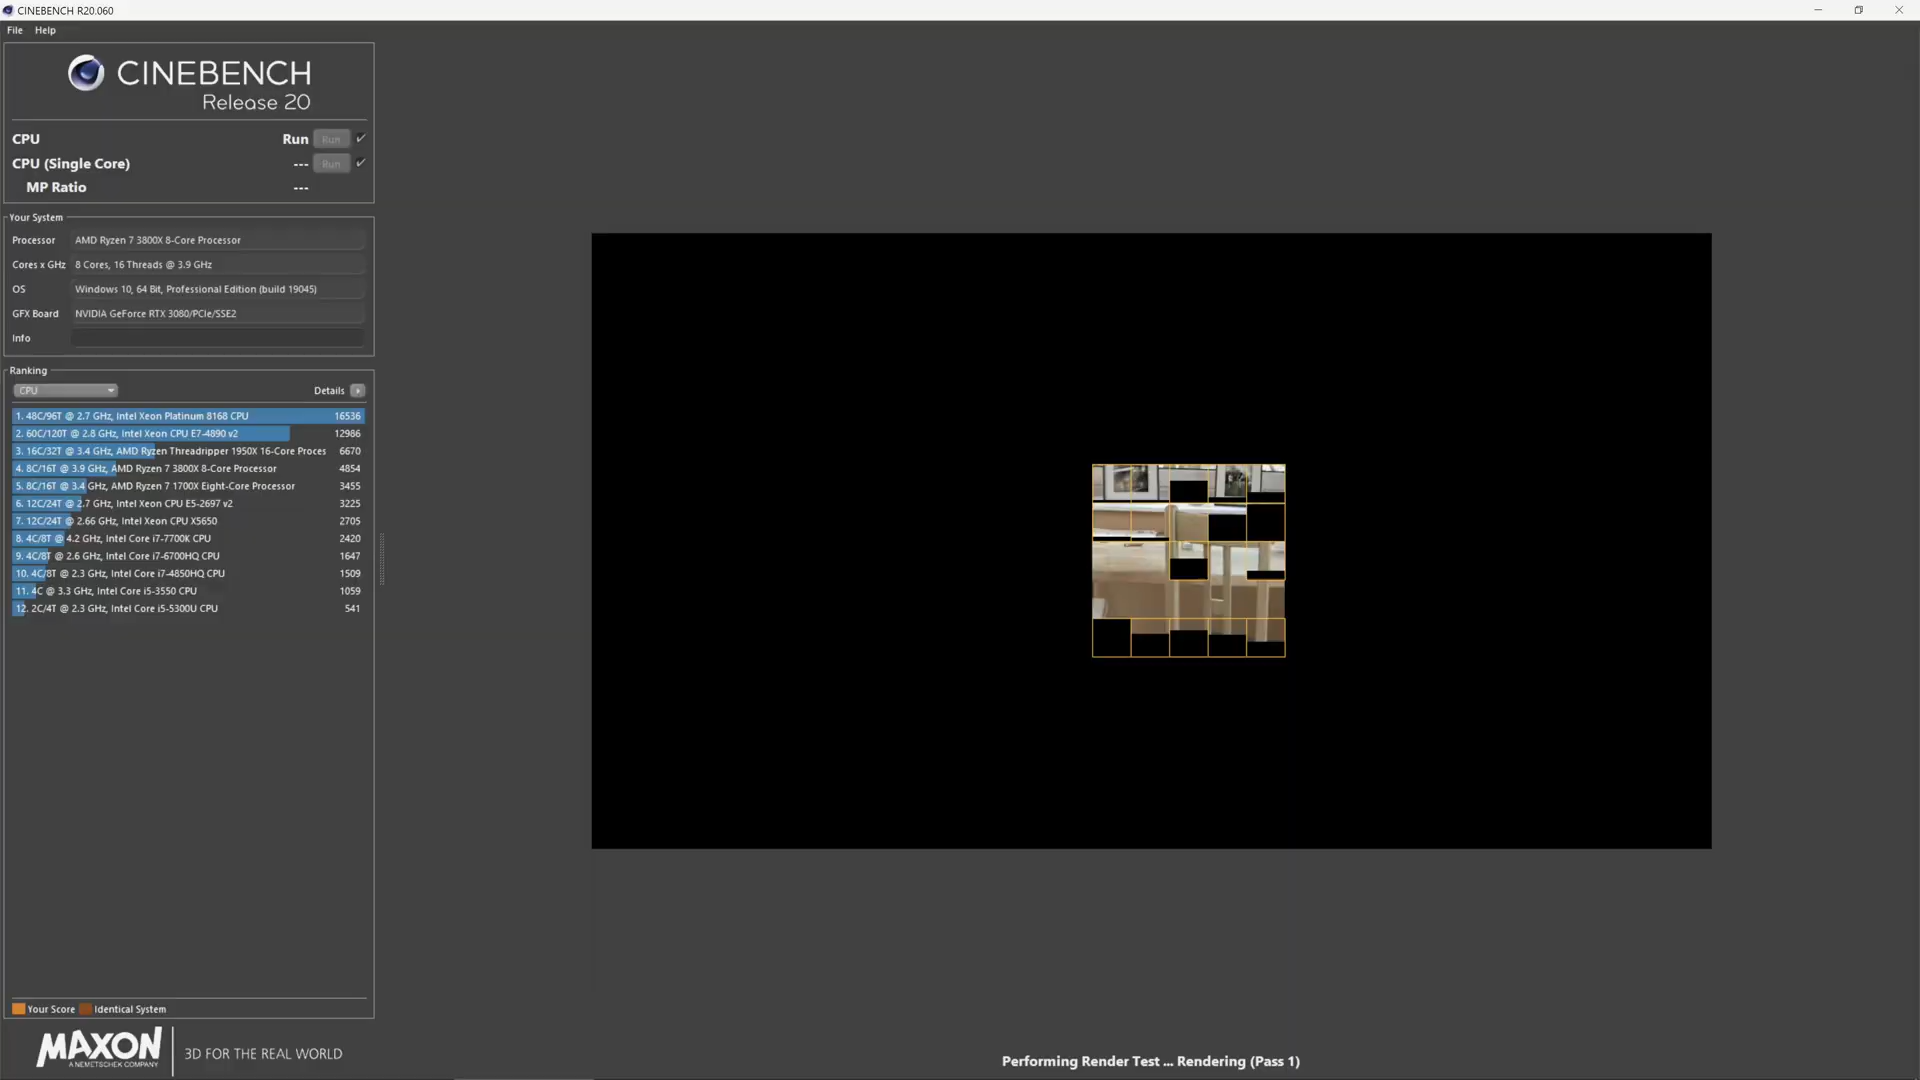 CINEBENCH R20.060
File Help
CINEBENCH
Release 20
CPU Run Run
CPU (Single Core) --- Run
MP Ratio ---
Your System
Processor AMD Ryzen 7 3800X 8-Core Processor
Cores x GHz 8 Cores, 16 Threads @ 3.9 GHz
OS Windows 10, 64 Bit, Professional Edition (build 19045)
GFX Board NVIDIA GeForce RTX 3080/PCIe/SSE2
Info
Ranking
CPU Details
1. 48C/96T @ 2.7 GHz, Intel Xeon Platinum 8168 CPU 16536
2. 60C/120T @ 2.8 GHz, Intel Xeon CPU E7-4890 v2 12986
3. 16C/32T @ 3.4 GHz, AMD Ryzen Threadripper 1950X 16-Core Proces 6670
4. 8C/16T @ 3.9 GHz, AMD Ryzen 7 3800X 8-Core Processor 4854
5. 8C/16T @ 3.4 GHz, AMD Ryzen 7 1700X Eight-Core Processor 3455
6. 12C/24T @ 2.7 GHz, Intel Xeon CPU E5-2697 v2 3225
7. 12C/24T @ 2.66 GHz, Intel Xeon CPU X5650 2705
8. 4C/8T @ 4.2 GHz, Intel Core i7-7700K CPU 2420
9. 4C/8T @ 2.6 GHz, Intel Core i7-6700HQ CPU 1647
10. 4C/8T @ 2.3 GHz, Intel Core i7-4850HQ CPU 1509
11. 4C @ 3.3 GHz, Intel Core i5-3550 CPU 1059
12. 2C/4T @ 2.3 GHz, Intel Core i5-5300U CPU 541
Your Score Identical System
MAXON
A NEMETSCHEK COMPANY
3D FOR THE REAL WORLD
Performing Render Test ... Rendering (Pass 1)